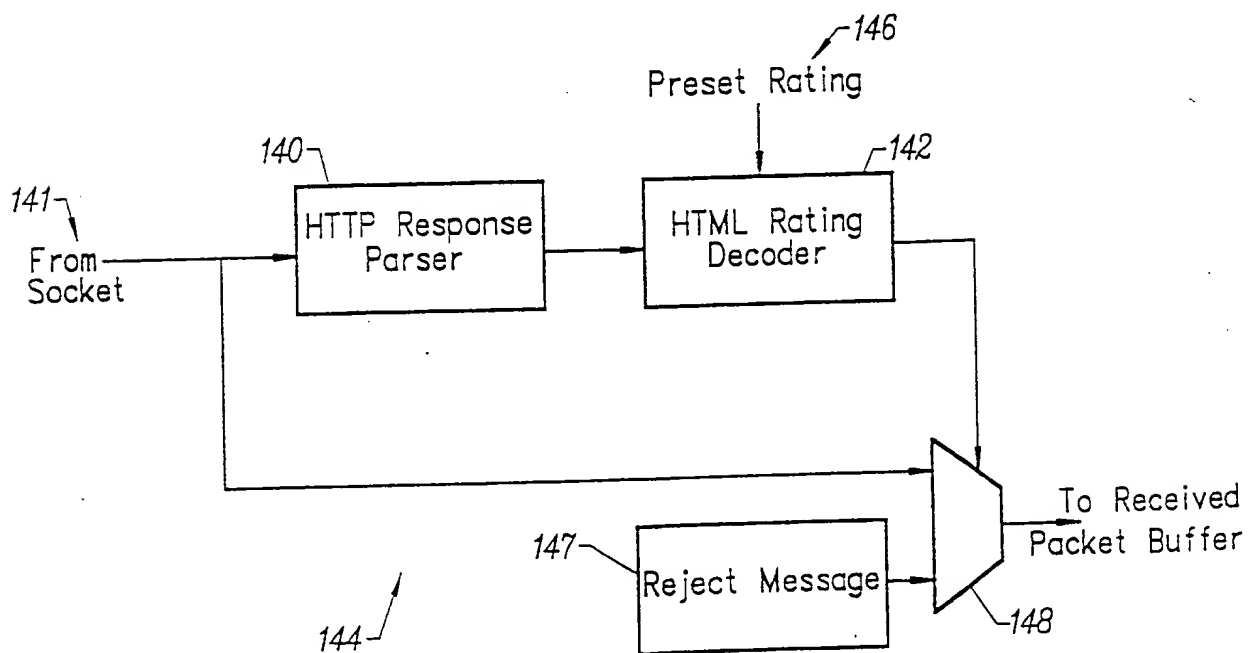 146
Preset Rating
140
142
141
HTTP Response
Parser
HTML Rating
Decoder
From
Socket
To Received
Packet Buffer
147
Reject Message
148
144